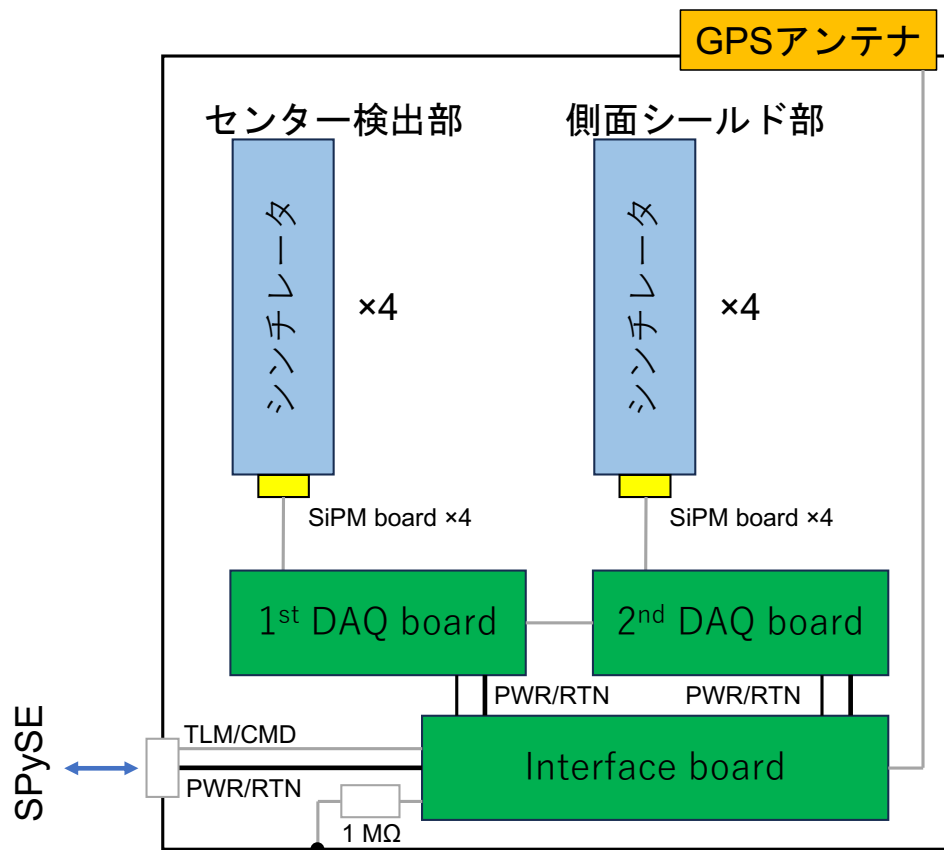 GPSアンテナ
センター検出部
側面シールド部
シンチレータ
×4
シンチレータ
×4
SiPM board ×4
SiPM board ×4
1st DAQ board
2nd DAQ board
PWR/RTN
PWR/RTN
SPySE
TLM/CMD
Interface board
PWR/RTN
1 MΩ